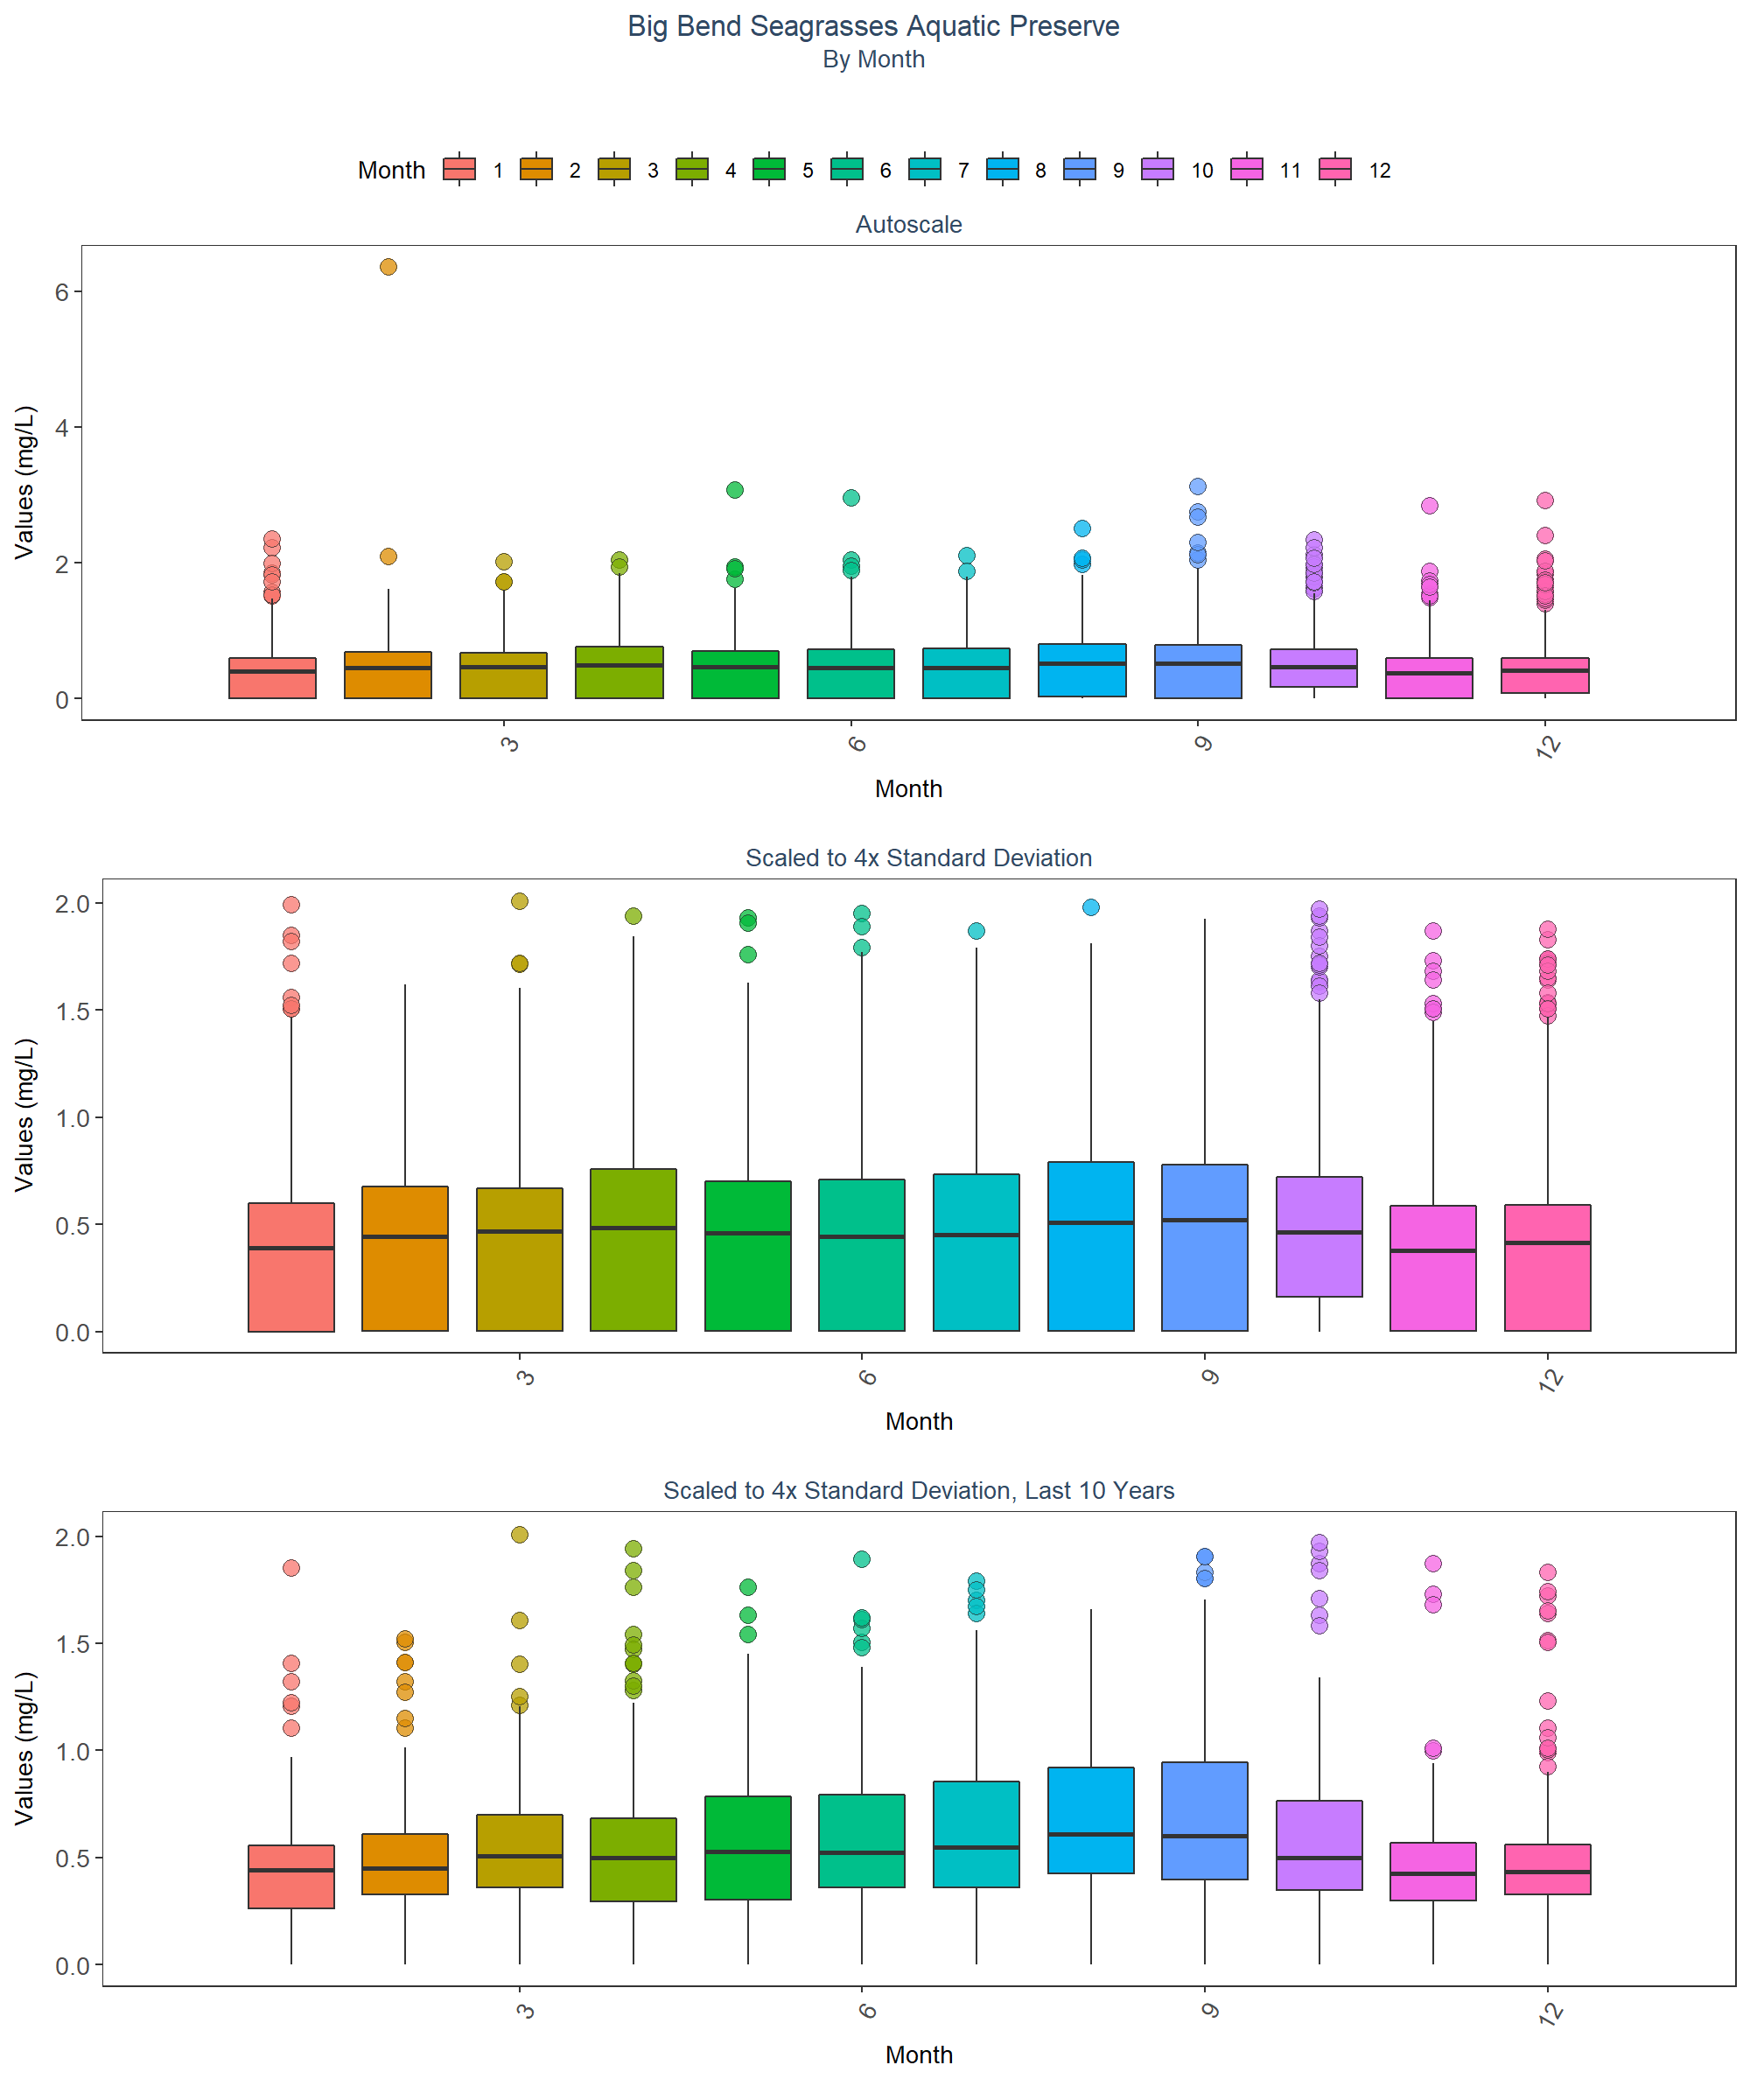 Big Bend Seagrasses Aquatic Preserve
By Month
Month 1 2 3 4 5 6 7 8 9 10 11 12
Autoscale
Values (mg/L)
6
4
2
0
3 6 9 12
Month
Scaled to 4x Standard Deviation
Values (mg/L)
2.0
1.5
1.0
0.5
0.0
3 6 9 12
Month
Scaled to 4x Standard Deviation, Last 10 Years
Values (mg/L)
2.0
1.5
1.0
0.5
0.0
3 6 9 12
Month